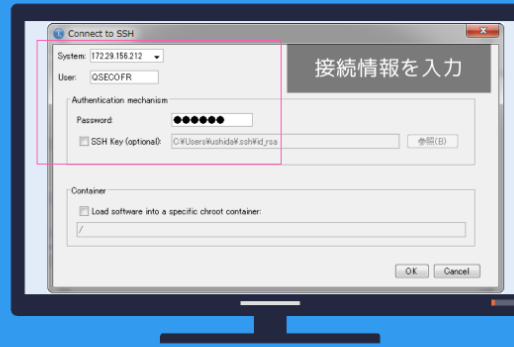 Connect to SSH
System: 172.29.156.212
接続情報を入力
User: QSECOFR
Authentication mechanism
Password: ●●●●●●
SSH Key (optional): C:¥Users¥ushida¥.ssh¥id_rsa 参照(B)
Container
Load software into a specific chroot container:
/
OK Cancel